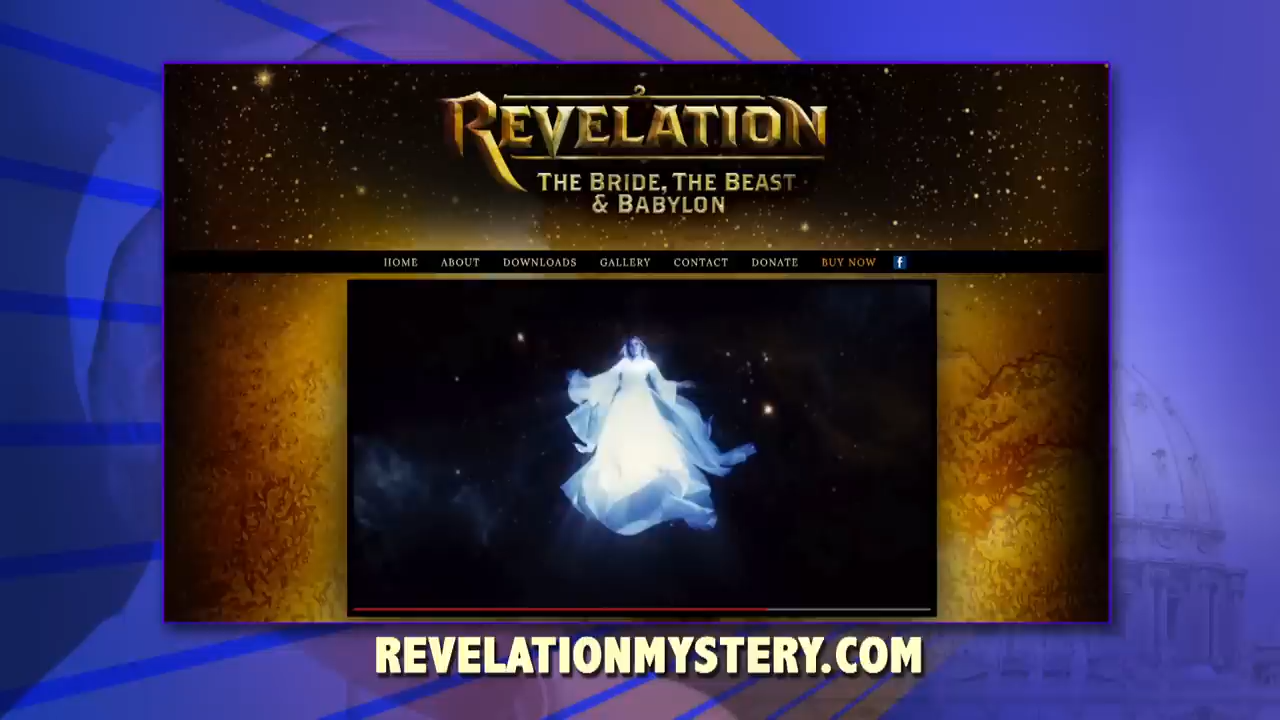 REVELATION
THE BRIDE, THE BEAST
& BABYLON
HOME ABOUT DOWNLOADS GALLERY CONTACT DONATE BUY NOW f
REVELATIONMYSTERY.COM